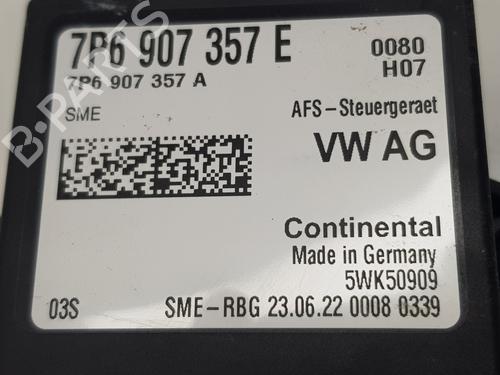 7P6 907 357 E
0080
7P6 907 357 A
H07
SME
AFS-Steuergeraet
VW AG
Continental
Made in Germany
5WK50909
03S
SME-RBG 23.06.22 0008 0339
B-PARTS